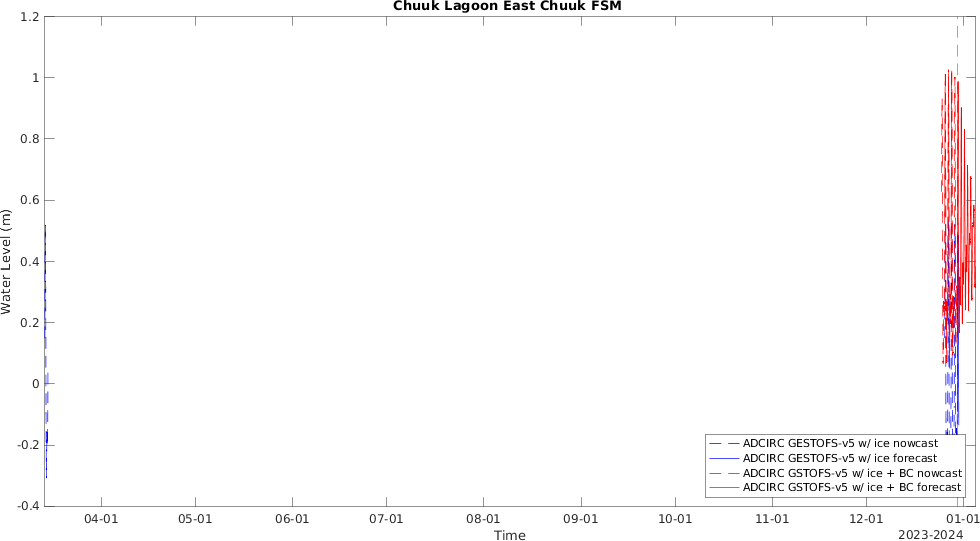 Chuuk Lagoon East Chuuk FSM
1.2
1
0.8
0.6
0.4
0.2
0
-0.2
-0.4
Water Level (m)
04-01 05-01 06-01 07-01 08-01 09-01 10-01 11-01 12-01 01-01
Time
2023-2024
ADCIRC GESTOFS-v5 w/ ice nowcast
ADCIRC GESTOFS-v5 w/ ice forecast
ADCIRC GSTOFS-v5 w/ ice + BC nowcast
ADCIRC GSTOFS-v5 w/ ice + BC forecast